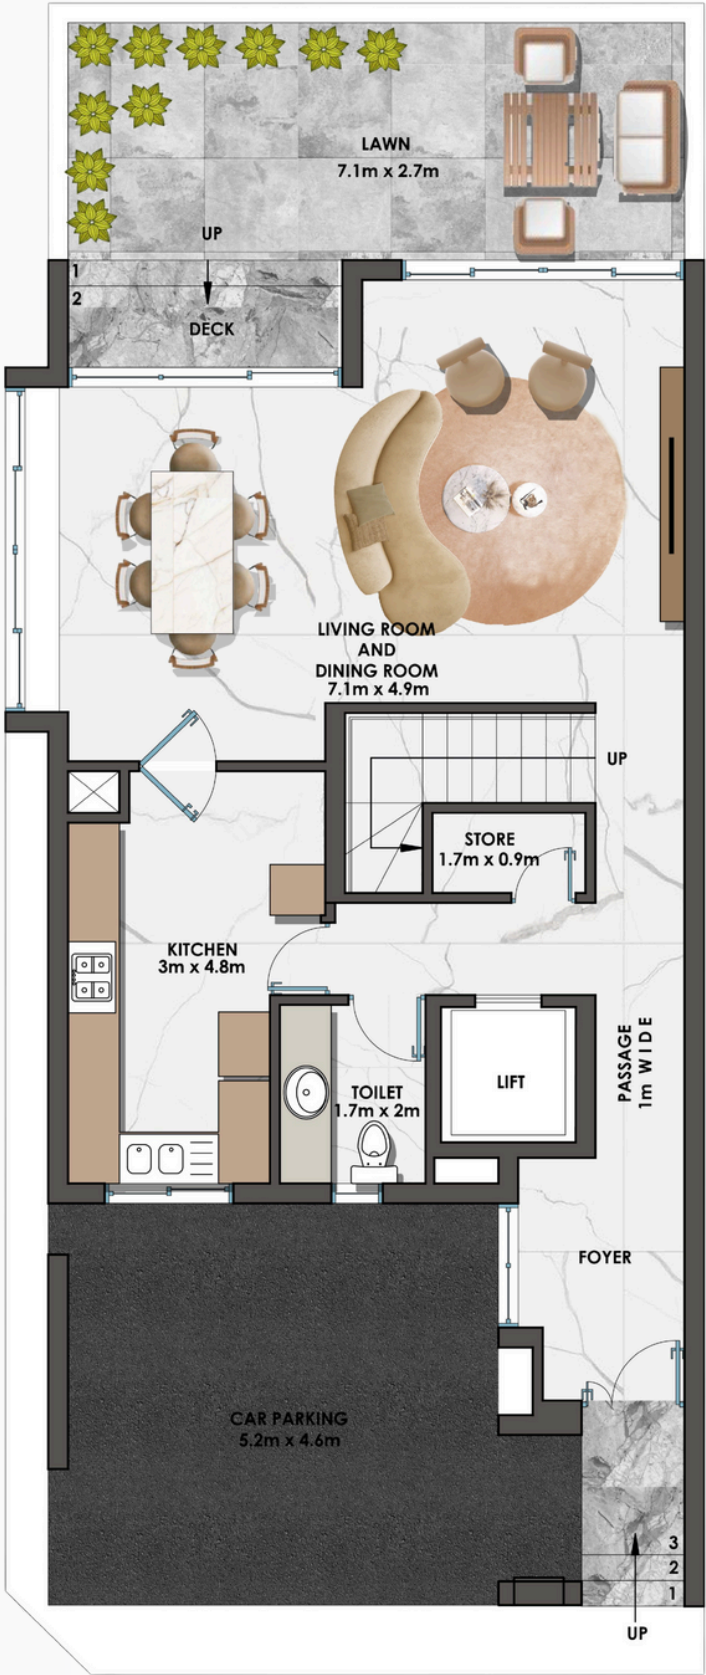 LAWN
7.1m x 2.7m
UP
1
2
DECK
LIVING ROOM
AND
DINING ROOM
7.1m x 4.9m
UP
STORE
1.7m x 0.9m
KITCHEN
3m x 4.8m
PASSAGE
1m WIDE
LIFT
TOILET
1.7m x 2m
FOYER
CAR PARKING
5.2m x 4.6m
3
2
1
UP